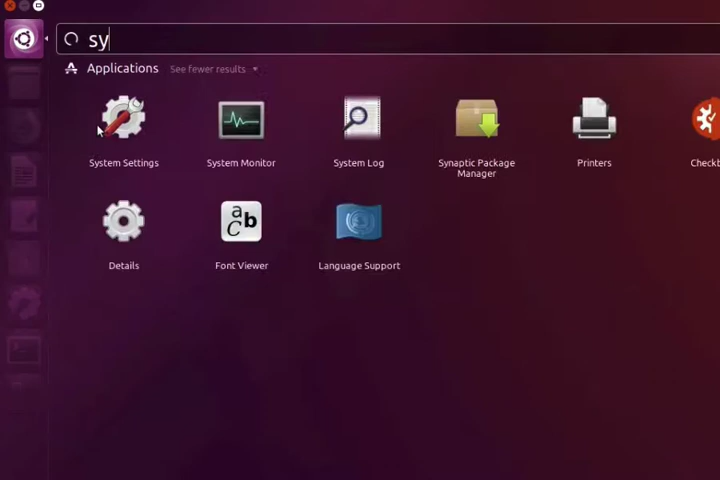 sy
Applications See fewer results
System Settings
System Monitor
System Log
Synaptic Package
Manager
Printers
Checkb
Details
Font Viewer
Language Support